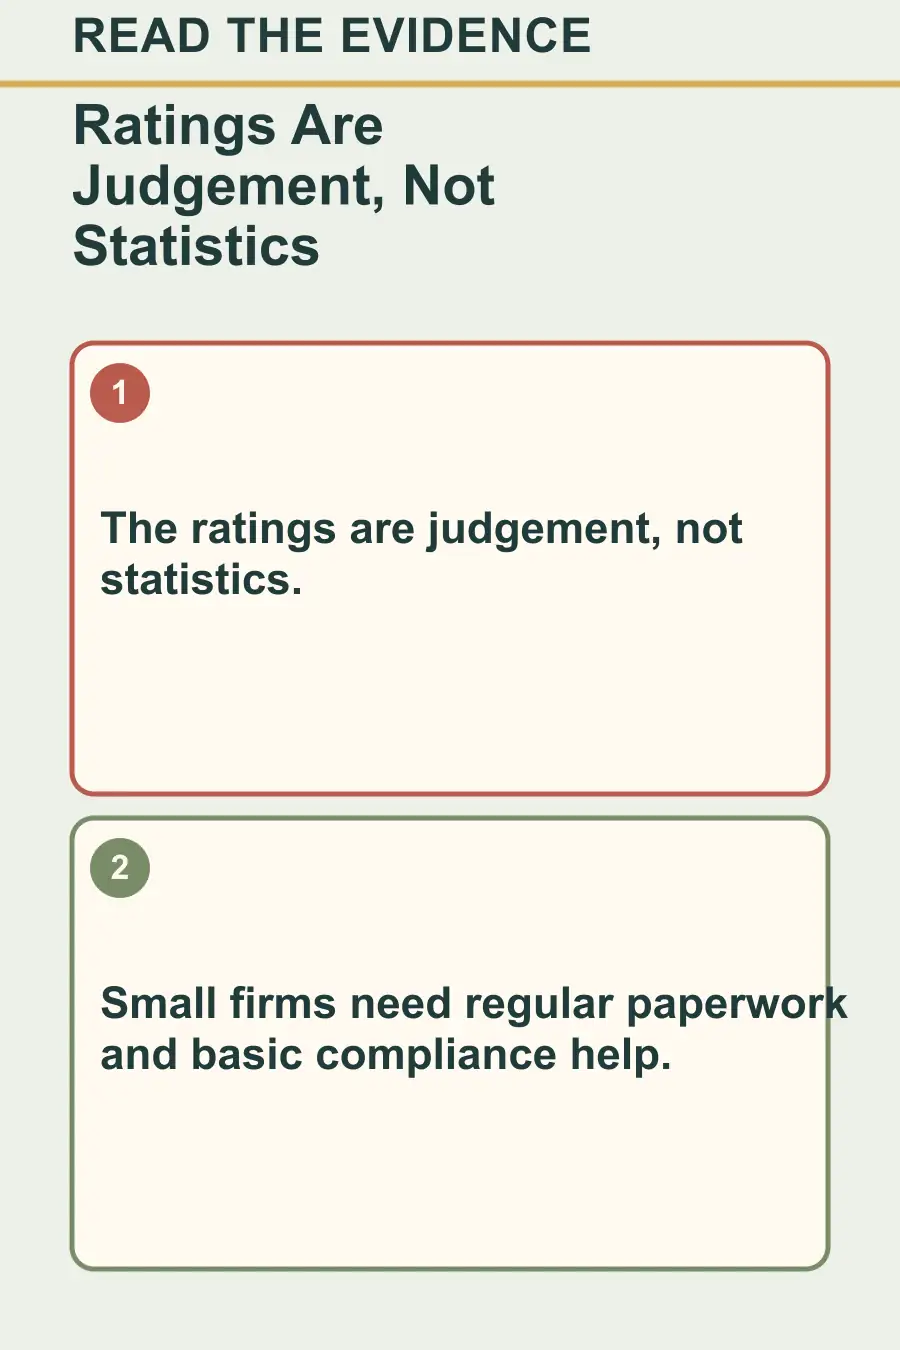 READ THE EVIDENCE
Ratings Are
Judgement, Not
Statistics
1
The ratings are judgement, not
statistics.
2
Small firms need regular paperwork
and basic compliance help.